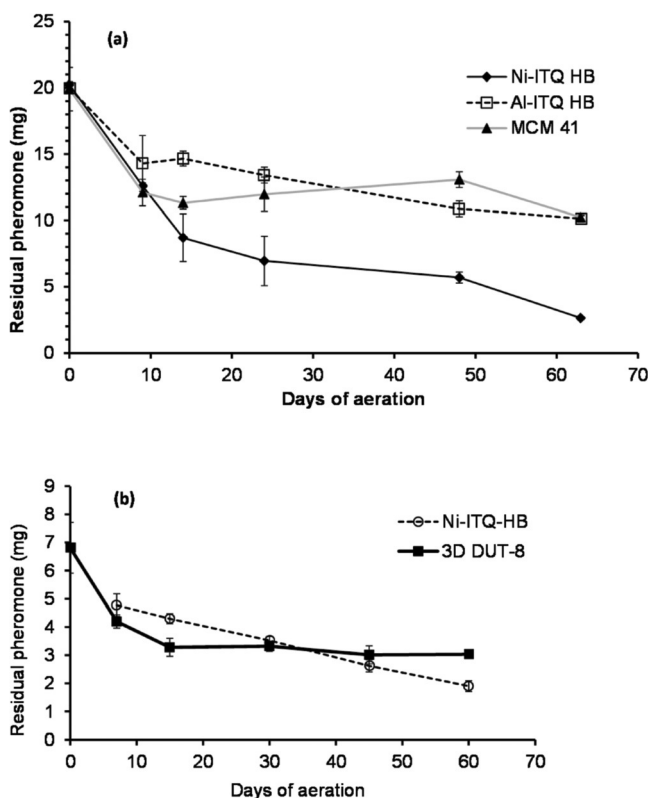 (a)
Residual pheromone (mg)
25
20
15
10
5
0
Ni-ITQ HB
Al-ITQ HB
MCM 41
0 10 20 30 40 50 60 70
Days of aeration
(b)
Residual pheromone (mg)
9
8
7
6
5
4
3
2
1
0
Ni-ITQ-HB
3D DUT-8
0 10 20 30 40 50 60 70
Days of aeration